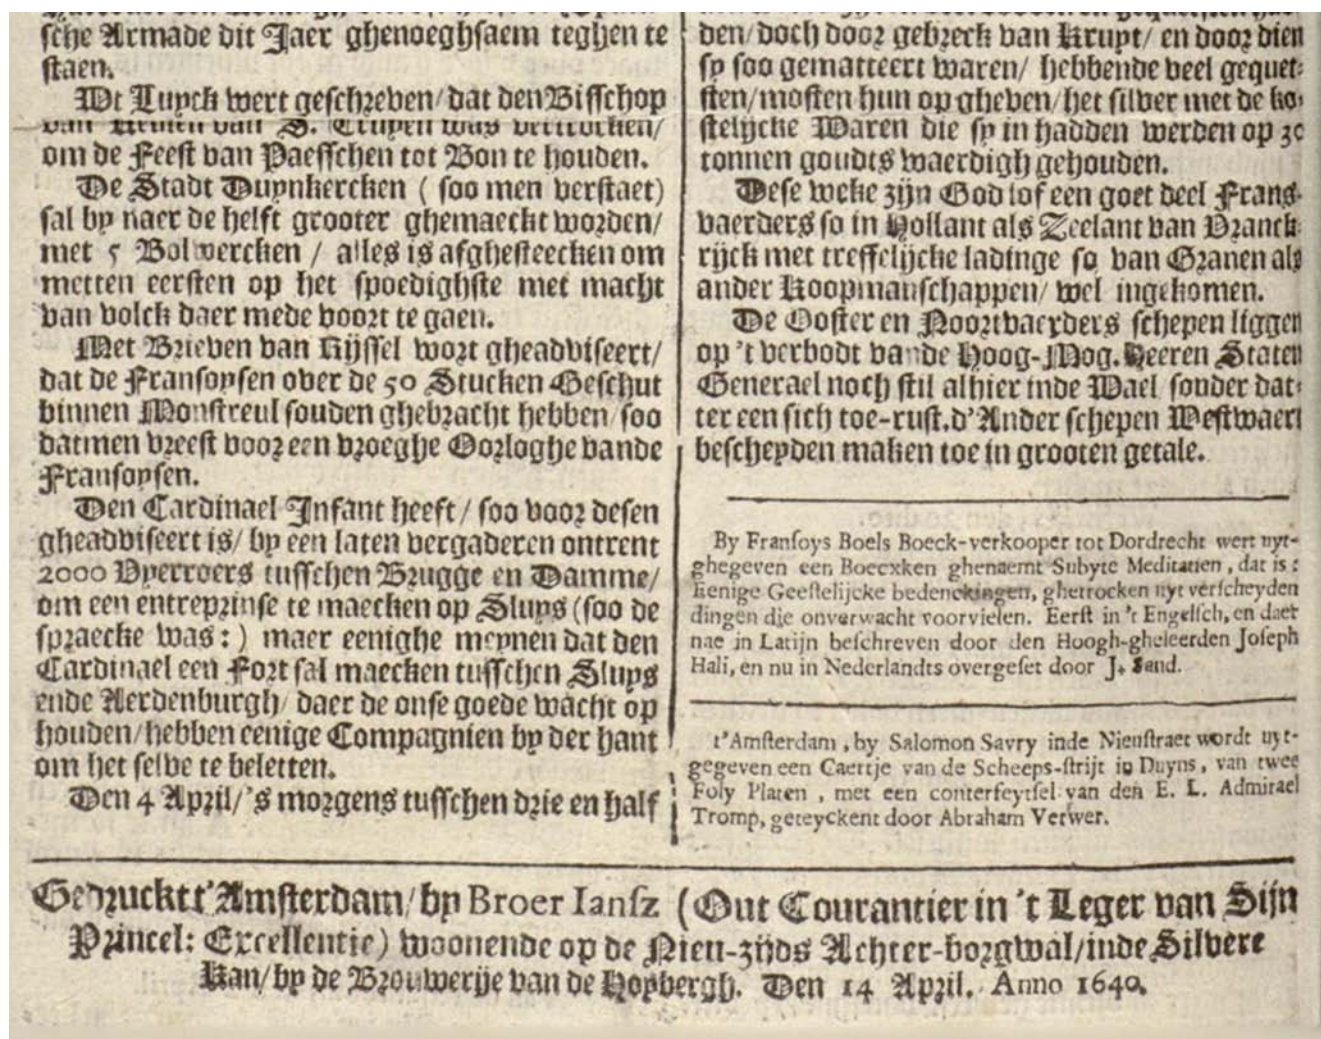 sche Armade dit Jaer ghenoeghsaem teghen te
staen.
Wt Luyck wert geschreven/ dat den Bisschop
van Keulen van S. Truyen was vertrocken/
om de Feest van Paesschen tot Bon te houden.
De Stadt Duynkercken ( soo men verstaet)
sal by naer de helft grooter ghemaeckt worden/
met 5 Bolwercken / alles is afghesteecken om
metten eersten op het spoedighste met macht
van volck daer mede voort te gaen.
Met Brieven van Rijssel wort gheadviseert/
dat de Fransoysen over de 50 Stucken Geschut
binnen Monstreul souden ghebracht hebben/ soo
datmen vreest voor een vroeghe Oorloghe vande
Fransoysen.
Den Cardinael Infant heeft / soo voor desen
gheadviseert is/ by een laten vergaderen ontrent
2000 Vyerroers tusschen Brugge en Damme/
om een entreprinse te maecken op Sluys (soo de
spraecke was:) maer eenighe meynen dat den
Cardinael een Fort sal maecken tusschen Sluys
ende Aerdenburgh/ daer de onse goede wacht op
houden/ hebben eenige Compagnien by der hant
om het selve te beletten.
Den 4 April/ 's morgens tusschen drie en half
den/ doch door gebreck van Kruyt/ en door dien
sy soo gematteert waren/ hebbende veel gequet-
sten/ mosten hun op gheven/ het silver met de ko-
stelijcke Waren die sy in hadden werden op 30
tonnen goudts waerdigh gehouden.
Dese weke zijn God lof een goet deel Frans-
vaerders so in Hollant als Zeelant van Vranck-
rijck met treffelijcke ladinge so van Granen als
ander Koopmanschappen/ wel ingekomen.
De Ooster en Noortvaerders schepen liggen
op 't verbodt vande Hoog-Mog. Heeren Staten
Generael noch stil alhier inde Wael sonder dat-
ter een sich toe-rust. d'Ander schepen Westwaert
bescheyden maken toe in grooten getale.
By Fransoys Boels Boeck-verkooper tot Dordrecht wert uyt-
ghegeven een Boecxken ghenaemt Subyte Meditatien , dat is :
Eenige Geestelijcke bedenckingen, ghetrocken uyt verscheyden
dingen die onverwacht voorvielen. Eerst in 't Engelsch, en daer
nae in Latijn beschreven door den Hoogh-gheleerden Joseph
Hali, en nu in Nederlandts overgeset door J. Sand.
t'Amsterdam , by Salomon Savry inde Nieustraet wordt uyt-
gegeven een Caertje van de Scheeps-strijt in Duyns , van twee
Foly Platen , met een conterfeytsel van den E. L. Admirael
Tromp, geteyckent door Abraham Verwer.
Gedruckt t'Amsterdam/ by Broer Iansz (Out Courantier in 't Leger van Sijn
Princel: Excellentie) woonende op de Nieu-zijds Achter-borgwal/ inde Silvere
Kan/ by de Brouwerije van de Hoybergh. Den 14 April. Anno 1640.